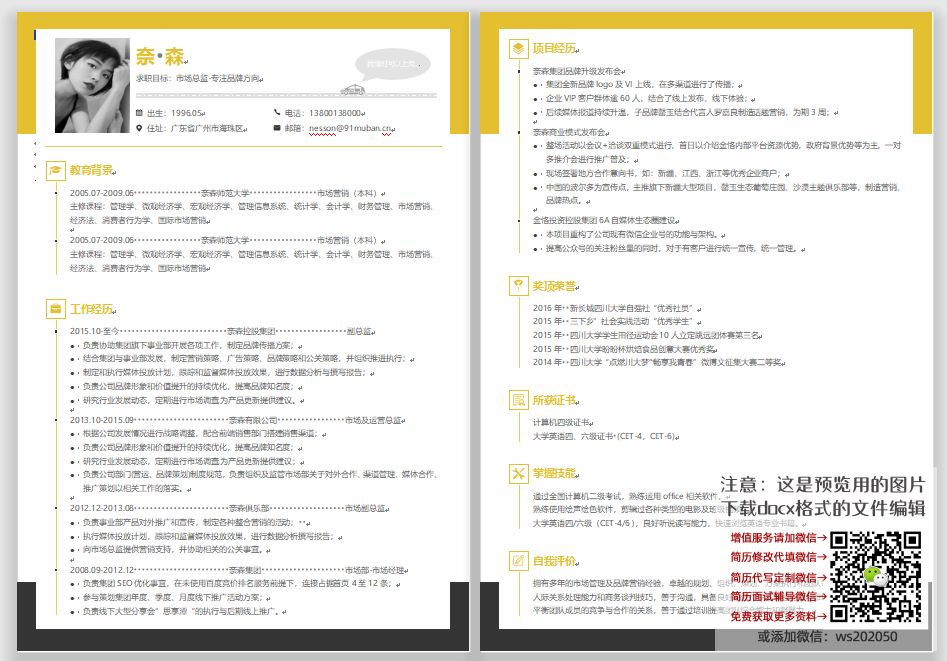 奈·森
求职目标：市场总监-专注品牌方向
出生：1996.05
电话：13800138000
住址：广东省广州市海珠区
邮箱：nesson@91muban.cn
教育背景
2005.07-2009.06 奈森师范大学 市场营销（本科）
主修课程：管理学、微观经济学、宏观经济学、管理信息系统、统计学、会计学、财务管理、市场营销、
经济法、消费者行为学、国际市场营销
2005.07-2009.06 奈森师范大学 市场营销（本科）
主修课程：管理学、微观经济学、宏观经济学、管理信息系统、统计学、会计学、财务管理、市场营销、
经济法、消费者行为学、国际市场营销
工作经历
2015.10-至今 奈森控股集团 副总监
负责协助集团旗下事业部开展各项工作，制定品牌传播方案；
结合集团与事业部发展，制定营销策略、广告策略、品牌策略和公关策略，并组织推进执行；
制定和执行媒体投放计划，跟踪和监督媒体投放效果，进行数据分析与撰写报告；
负责公司品牌形象和价值提升的持续优化，提高品牌知名度；
研究行业发展动态，定期进行市场调查为产品更新提供建议。
2013.10-2015.09 奈森有限公司 市场及运营总监
根据公司发展情况进行战略调整，配合前端销售部门搭建销售渠道；
负责公司品牌形象和价值提升的持续优化，提高品牌知名度；
研究行业发展动态，定期进行市场调查为产品更新提供建议；
负责公司部门(营运、品牌策划)制度规范，负责组织及监管市场部关于对外合作、渠道管理、媒体合作、
推广策划以相关工作的落实。
2012.12-2013.08 奈森俱乐部 市场副总监
负责事业部产品对外推广和宣传，制定各种整合营销的活动；
执行媒体投放计划，跟踪和监督媒体投放效果，进行数据分析撰写报告；
向市场总监提供营销支持，并协助相关的公关事宜。
2008.09-2012.12 奈森集团 市场部-市场经理
负责集团 SEO 优化事宜，在未使用百度竞价排名服务前提下，连接占据首页 4 至 12 条；
参与策划集团年度、季度、月度线下推广活动方案；
负责线下大型分享会“思享港“的执行与后期线上推广。
项目经历
奈森集团品牌升级发布会
集团全新品牌 logo 及 VI 上线，在多渠道进行了传播；
企业 VIP 客户群体逾 60 人，结合了线上发布、线下体验；
后续媒体报道持续升温，子品牌罄玉结合代言人罗庭良制造话题营销，为期 3 周；
奈森商业模式发布会
整场活动以会议+洽谈双重模式进行，首日以介绍金恪内部平台资源优势，政府背景优势等为主，一对
多推介会进行推广普及；
现场签署地方合作意向书，如：新疆、江西、浙江等优秀企业商户；
中国的波尔多为宣传点，主推旗下新疆大型项目，罄玉生态葡萄庄园、沙漠主题俱乐部等，制造营销、
品牌热点。
金恪投资控股集团 6A 自媒体生态圈建设
本项目重构了公司现有微信企业号的功能与架构。
提高公众号的关注粉丝量的同时，对于有客户进行统一宣传，统一管理。
奖项荣誉
2016 年 新长城四川大学自强社“优秀社员”
2015 年 三下乡”社会实践活动“优秀学生”
2015 年 四川大学学生田径运动会 10 人立定跳远团体赛第三名
2015 年 四川大学盼盼杯烘焙食品创意大赛优秀奖
2014 年 四川大学“点燃川大梦”畅享我青春”微博文征集大赛二等奖
所获证书
计算机四级证书
大学英语四、六级证书 (CET-4，CET-6)
掌握技能
通过全国计算机二级考试，熟练运用 office 相关软件。
熟练使用绘声绘色软件，剪辑过各种类型的电影及班级
大学英语四/六级（CET-4/6），良好听说读写能力，快速浏览英语专业书籍。
自我评价
拥有多年的市场管理及品牌营销经验，卓越的规划、
人际关系处理能力和商务谈判技巧，善于沟通，具备良
平衡团队成员的竞争与合作的关系，善于通过培训提高
注意：这是预览用的图片
下载docx格式的文件编辑
增值服务请加微信→
简历修改代填微信→
简历代写定制微信→
简历面试辅导微信→
免费获取更多资料→
或添加微信：ws202050